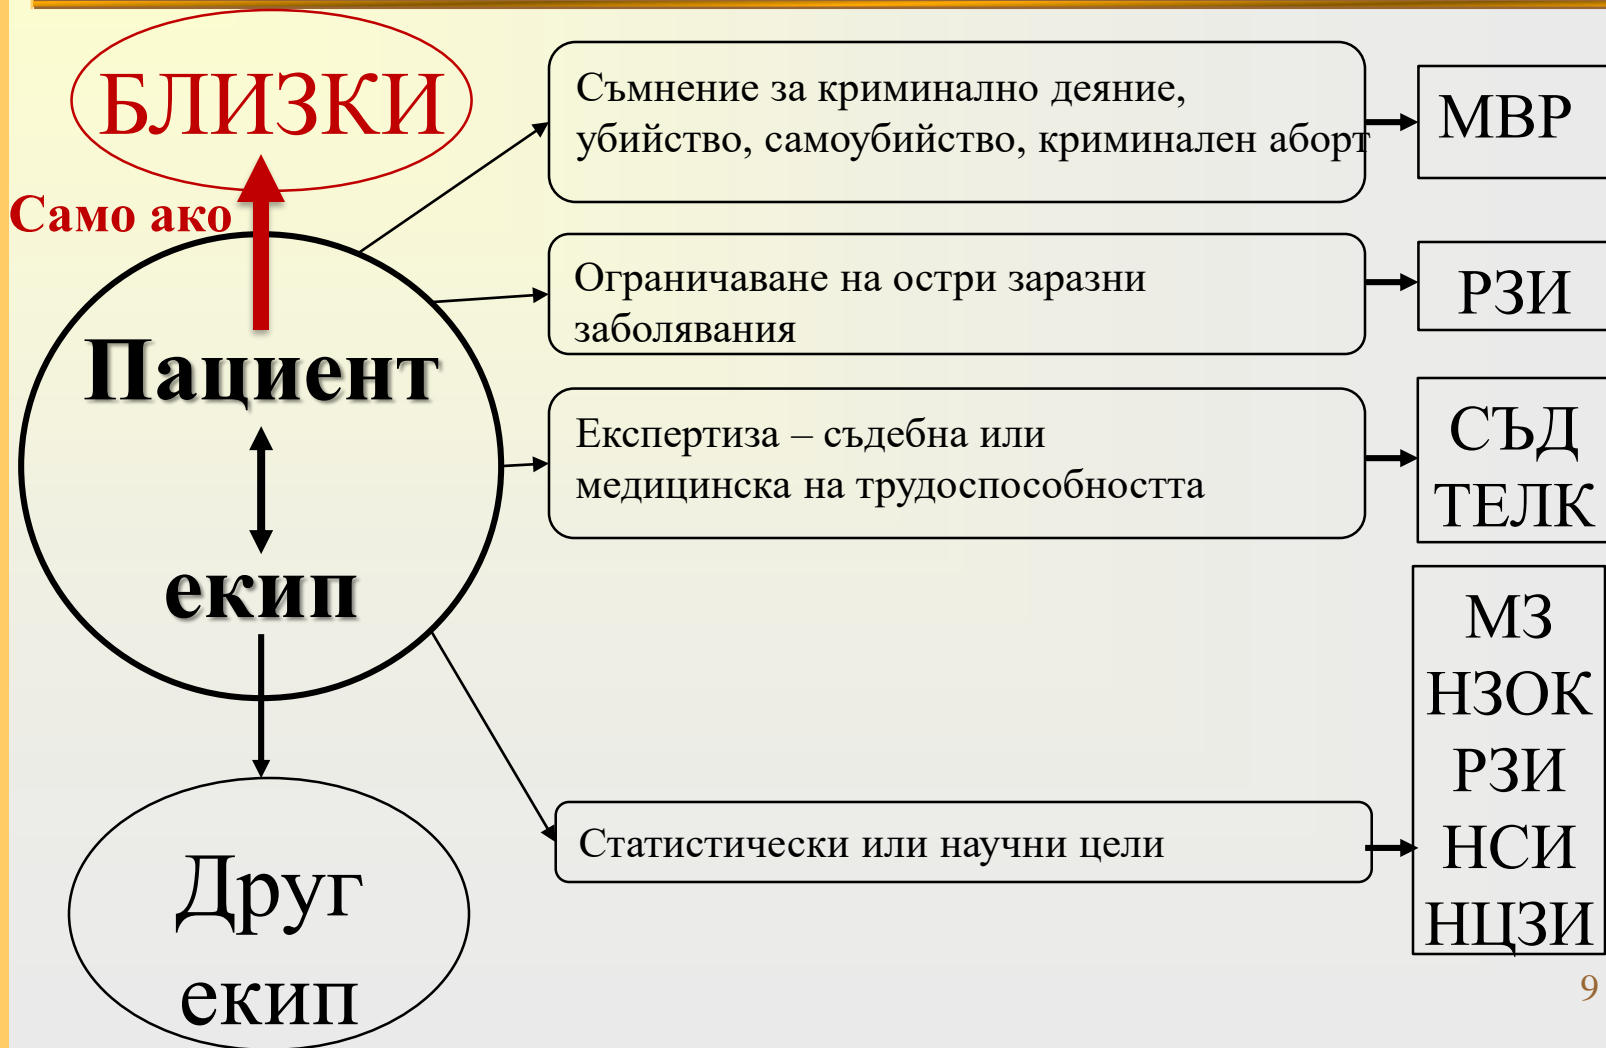 БЛИЗКИ
Само ако
Пациент
екип
Друг
екип
Съмнение за криминално деяние,
убийство, самоубийство, криминален аборт
МВР
Ограничаване на остри заразни
заболявания
РЗИ
Експертиза – съдебна или
медицинска на трудоспособността
СЪД
ТЕЛК
Статистически или научни цели
МЗ
НЗОК
РЗИ
НСИ
НЦЗИ
9